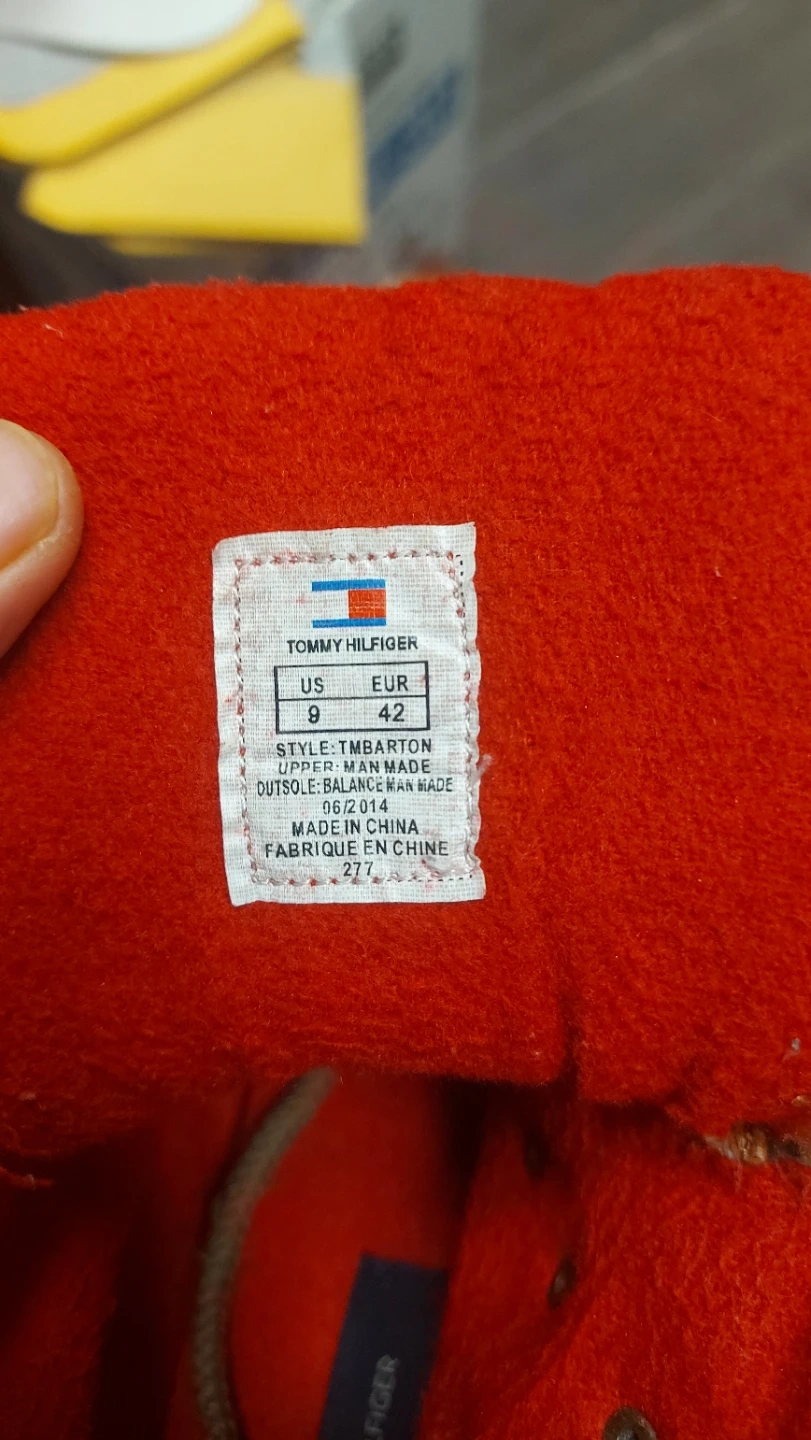 TOMMY HILFIGER
US EUR
9 42
STYLE: TMBARTON
UPPER: MAN MADE
OUTSOLE: BALANCE MAN MADE
06/2014
MADE IN CHINA
FABRIQUE EN CHINE
277
FIGER